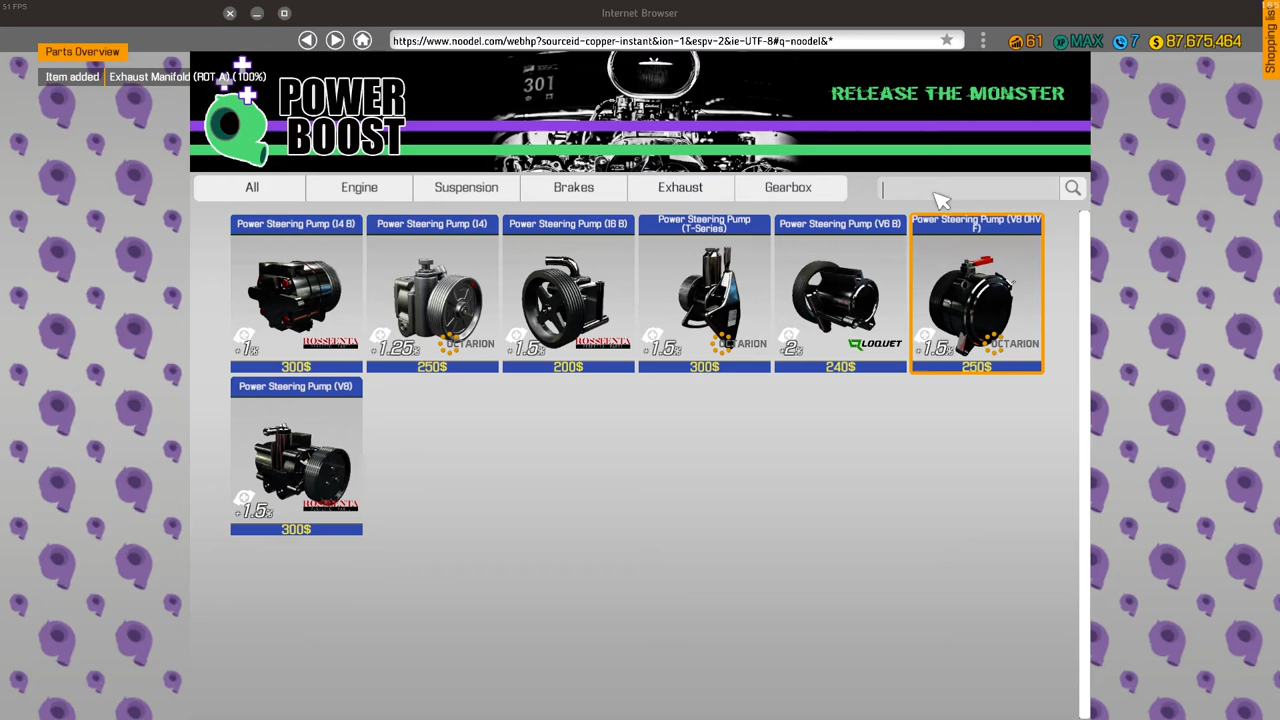 51 FPS
Internet Browser
https://www.noodel.com/webhp?sourceid=copper-instant&ion-1&espv-2&ie-UTF-8#q-noodel&*
61 MAX 7 87,675,464
Shopping list
Parts Overview
Item added Exhaust Manifold (ROT A) (100%)
POWER
BOOST
301
RELEASE THE MONSTER
All Engine Suspension Brakes Exhaust Gearbox
Power Steering Pump (I4 B)
+1%
ROSSFUNTA
300$
Power Steering Pump (I4)
+1.25%
OCTARION
250$
Power Steering Pump (I6 B)
+1.5%
ROSSFUNTA
200$
Power Steering Pump
(T-Series)
+1.5%
OCTARION
300$
Power Steering Pump (V6 B)
+2%
LOQUET
240$
Power Steering Pump (V8 OHV
F)
+1.5%
OCTARION
250$
Power Steering Pump (V8)
+1.5%
ROSSFUNTA
300$